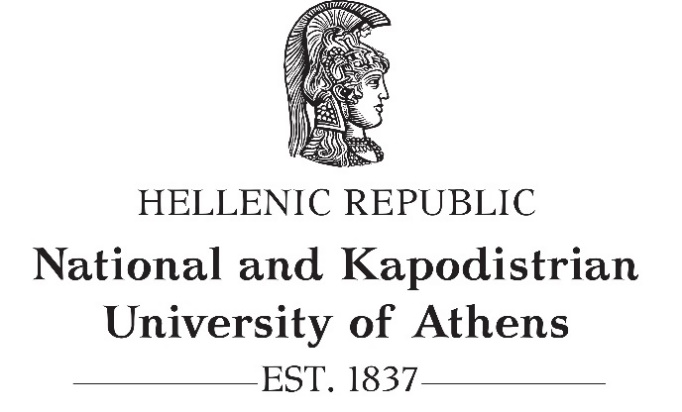 HELLENIC REPUBLIC
National and Kapodistrian
University of Athens
EST. 1837